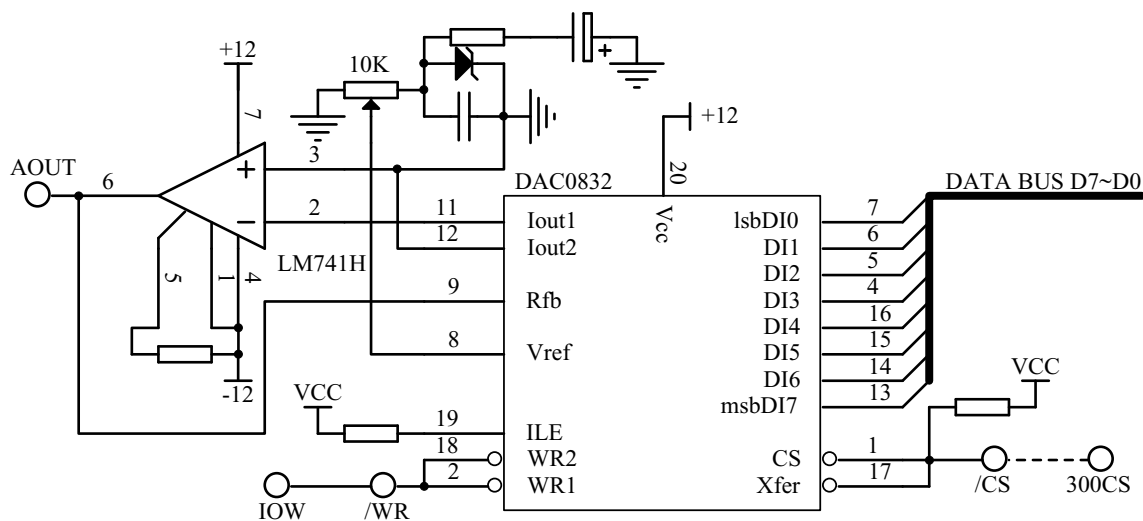 +12
10K
7
+
3
AOUT
6
+12
20
DAC0832
DATA BUS D7~D0
Vcc
2
11
Iout1
lsbDI0
7
12
Iout2
DI1
6
LM741H
DI2
5
5
1
4
9
Rfb
DI3
4
DI4
16
8
Vref
DI5
15
DI6
14
-12
VCC
msbDI7
13
VCC
19
ILE
18
WR2
CS
1
2
WR1
Xfer
17
IOW
/WR
/CS
300CS